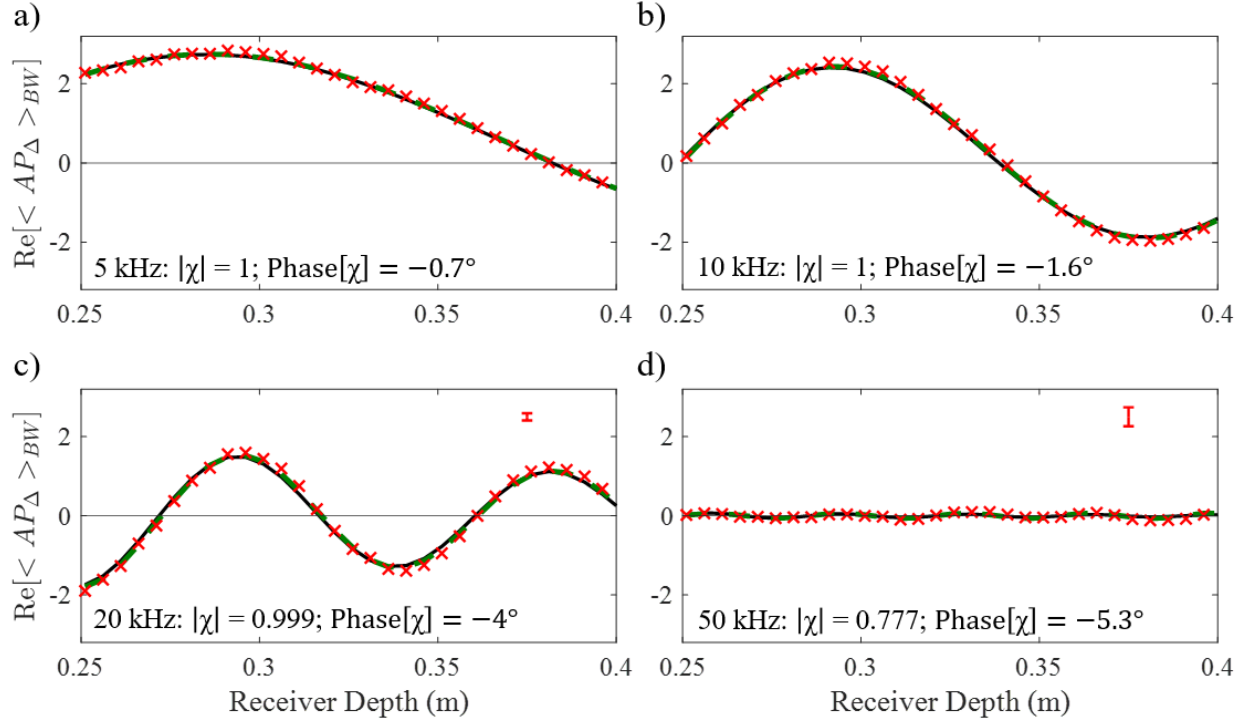 a)
b)
Re[< AP_Δ >_BW]
2
0
-2
5 kHz: |χ| = 1; Phase[χ] = −0.7°
0.25
0.3
0.35
0.4
Receiver Depth (m)
2
0
-2
10 kHz: |χ| = 1; Phase[χ] = −1.6°
0.25
0.3
0.35
0.4
Receiver Depth (m)
c)
d)
Re[< AP_Δ >_BW]
2
0
-2
20 kHz: |χ| = 0.999; Phase[χ] = −4°
0.25
0.3
0.35
0.4
Receiver Depth (m)
2
0
-2
50 kHz: |χ| = 0.777; Phase[χ] = −5.3°
0.25
0.3
0.35
0.4
Receiver Depth (m)